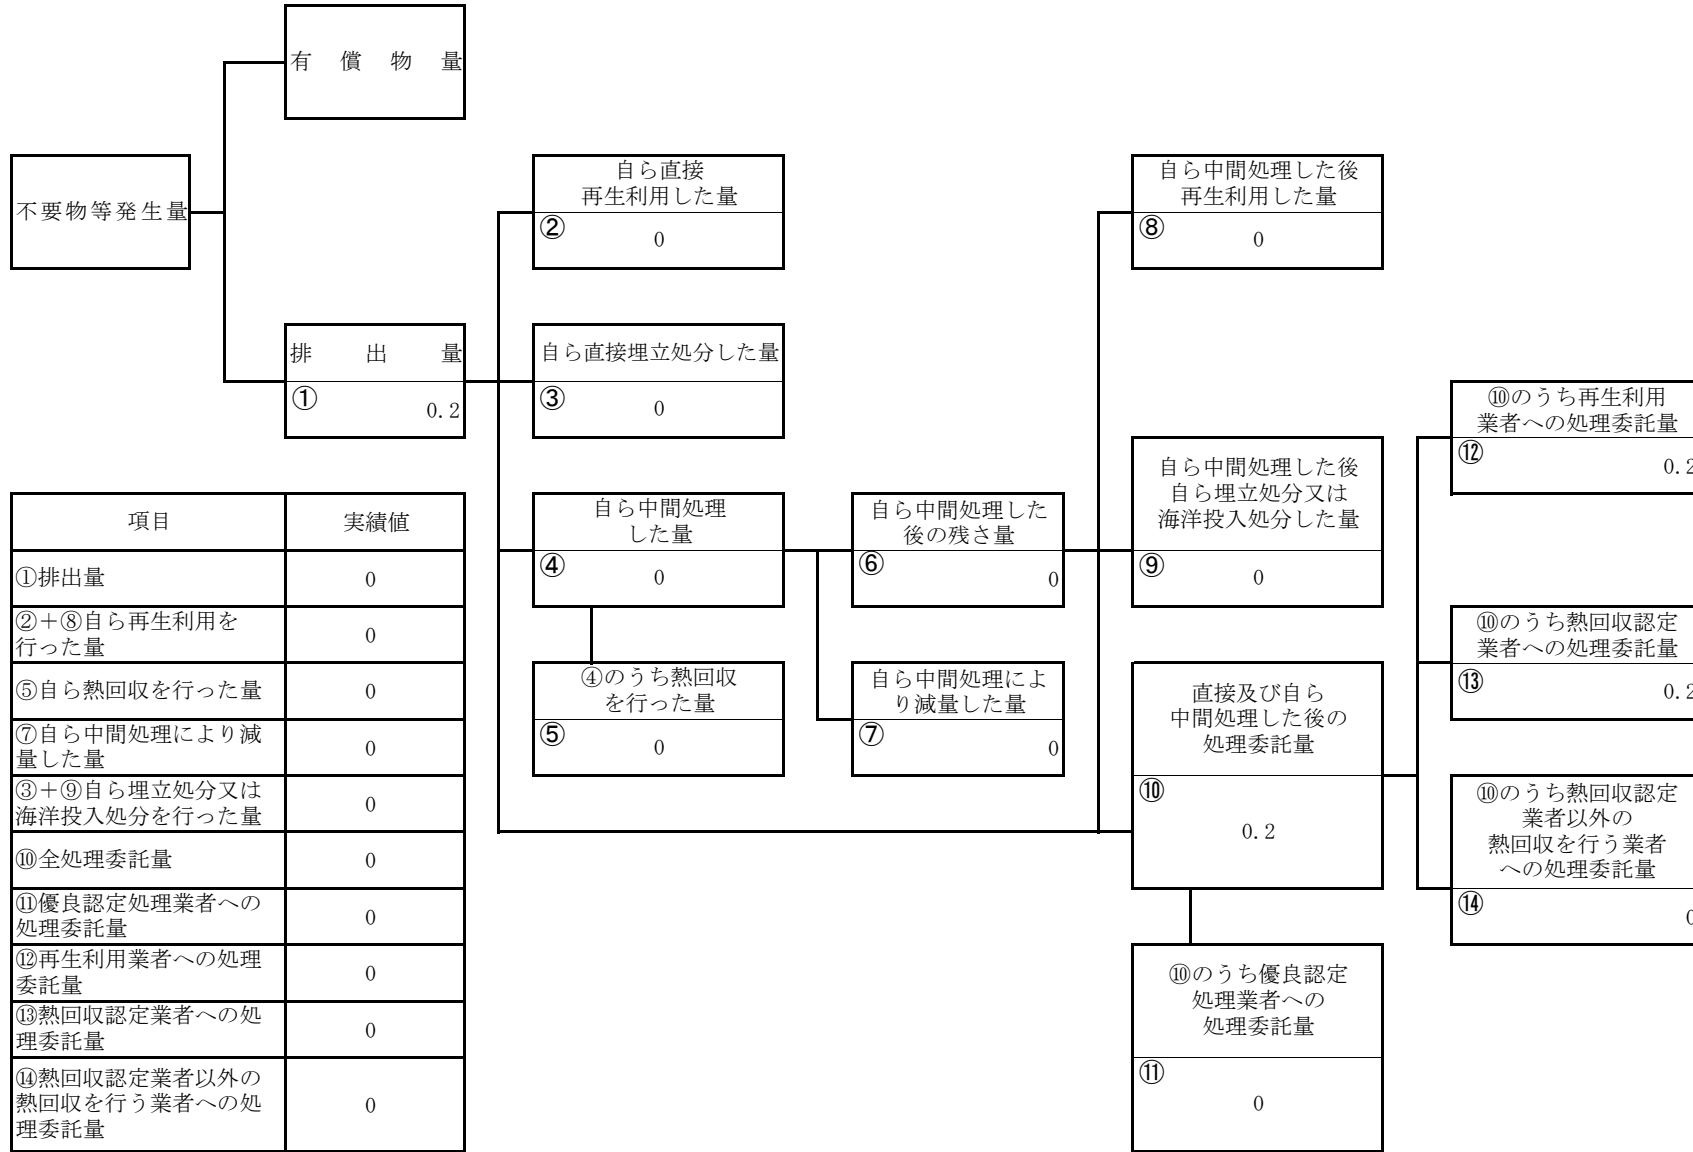 有償物量
不要物等発生量
排出量
①
0.2
自ら直接
再生利用した量
②
0
自ら直接埋立処分した量
③
0
自ら中間処理
した量
④
0
④のうち熱回収
を行った量
⑤
0
自ら中間処理した
後の残さ量
⑥
0
自ら中間処理によ
り減量した量
⑦
0
自ら中間処理した後
再生利用した量
⑧
0
自ら中間処理した後
自ら埋立処分又は
海洋投入処分した量
⑨
0
直接及び自ら
中間処理した後の
処理委託量
⑩
0.2
⑩のうち優良認定
処理業者への
処理委託量
⑪
0
⑩のうち再生利用
業者への処理委託量
⑫
0.2
⑩のうち熱回収認定
業者への処理委託量
⑬
0.2
⑩のうち熱回収認定
業者以外の
熱回収を行う業者
への処理委託量
⑭
0
項目 実績値
①排出量 0
②＋⑧自ら再生利用を
行った量 0
⑤自ら熱回収を行った量 0
⑦自ら中間処理により減
量した量 0
③＋⑨自ら埋立処分又は
海洋投入処分を行った量 0
⑩全処理委託量 0
⑪優良認定処理業者への
処理委託量 0
⑫再生利用業者への処理
委託量 0
⑬熱回収認定業者への処
理委託量 0
⑭熱回収認定業者以外の
熱回収を行う業者への処
理委託量 0